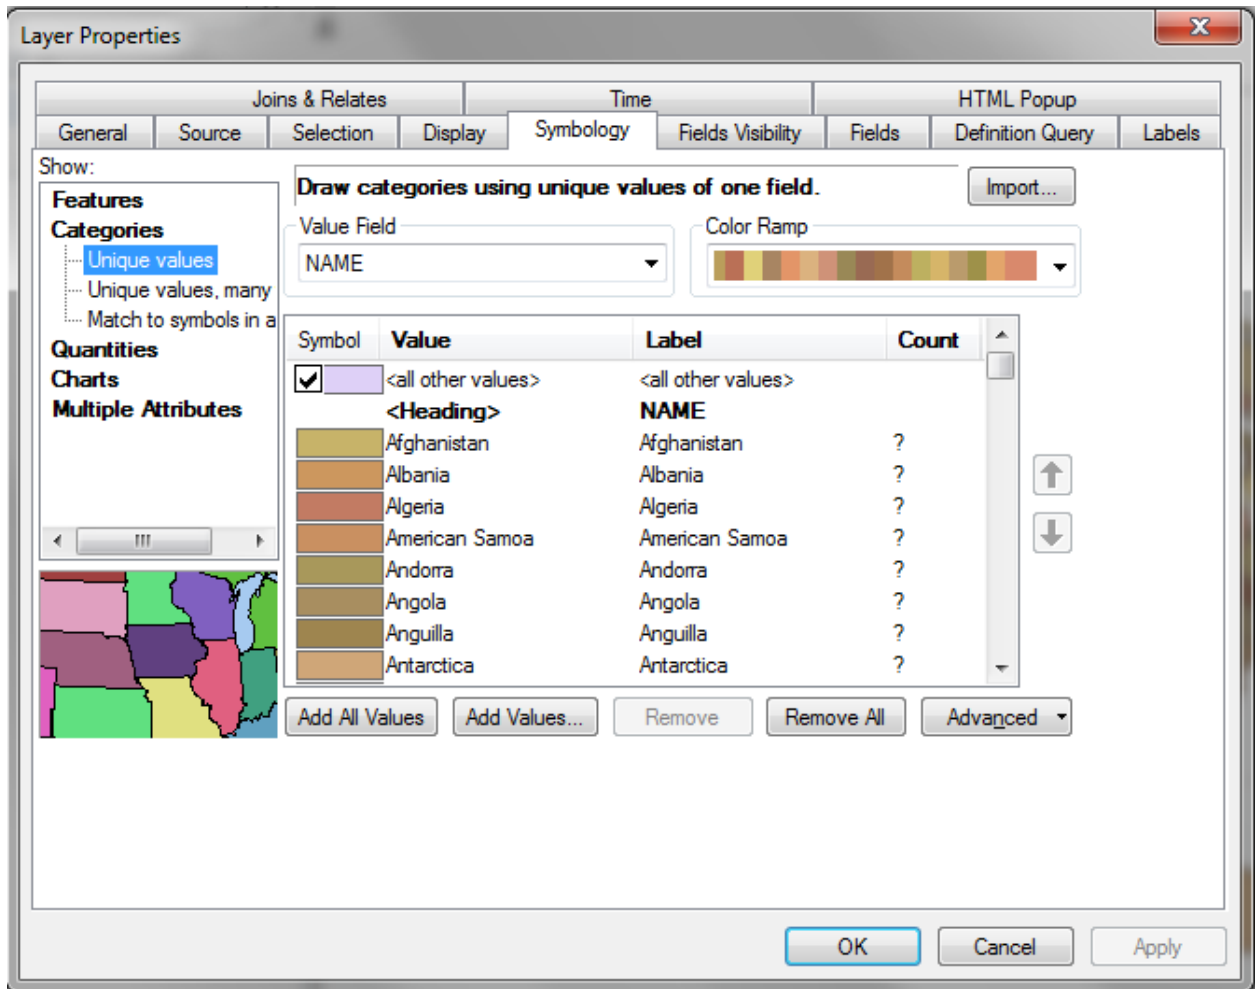 Layer Properties
Joins & Relates Time HTML Popup
General Source Selection Display Symbology Fields Visibility Fields Definition Query Labels
Show:
Features
Categories
Unique values
Unique values, many
Match to symbols in a
Quantities
Charts
Multiple Attributes
Draw categories using unique values of one field.
Import...
Value Field
NAME
Color Ramp
Symbol Value Label Count
<all other values> <all other values>
<Heading> NAME
Afghanistan Afghanistan ?
Albania Albania ?
Algeria Algeria ?
American Samoa American Samoa ?
Andorra Andorra ?
Angola Angola ?
Anguilla Anguilla ?
Antarctica Antarctica ?
Add All Values Add Values... Remove Remove All Advanced
OK Cancel Apply